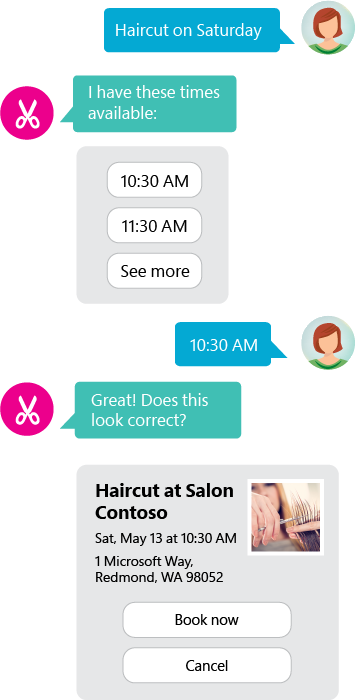 Haircut on Saturday
I have these times
available:
10:30 AM
11:30 AM
See more
10:30 AM
Great! Does this
look correct?
Haircut at Salon
Contoso
Sat, May 13 at 10:30 AM
1 Microsoft Way,
Redmond, WA 98052
Book now
Cancel